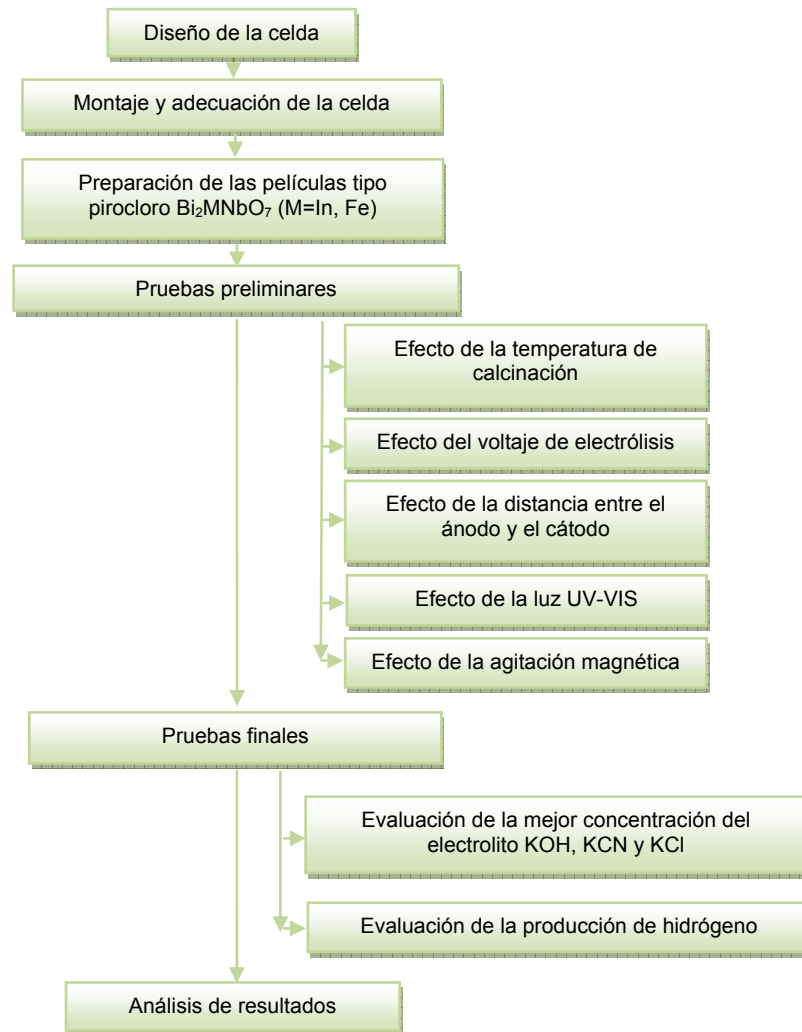 Diseño de la celda
Montaje y adecuación de la celda
Preparación de las películas tipo
pirocloro Bi₂MNbO₇ (M=In, Fe)
Pruebas preliminares
Efecto de la temperatura de
calcinación
Efecto del voltaje de electrólisis
Efecto de la distancia entre el
ánodo y el cátodo
Efecto de la luz UV-VIS
Efecto de la agitación magnética
Pruebas finales
Evaluación de la mejor concentración del
electrolito KOH, KCN y KCl
Evaluación de la producción de hidrógeno
Análisis de resultados